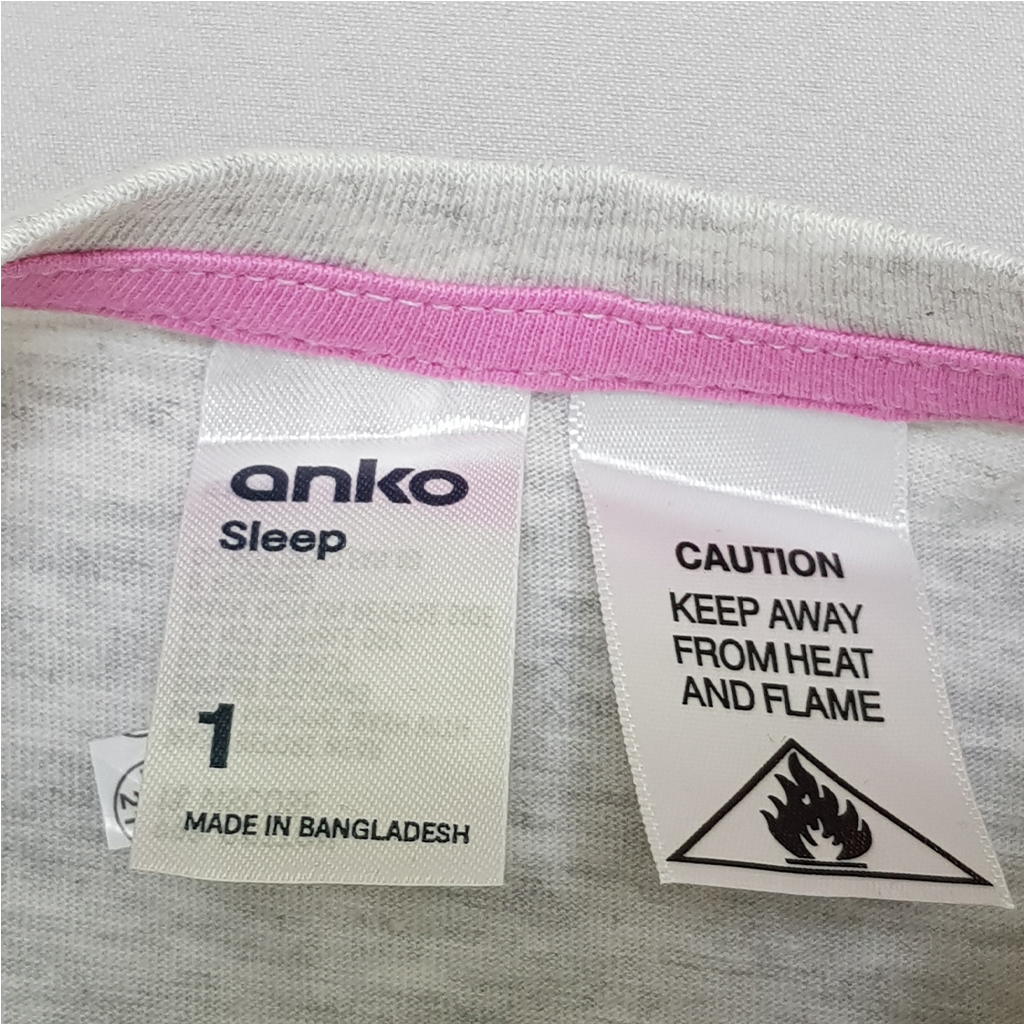 anko
Sleep
1
MADE IN BANGLADESH
CAUTION
KEEP AWAY
FROM HEAT
AND FLAME